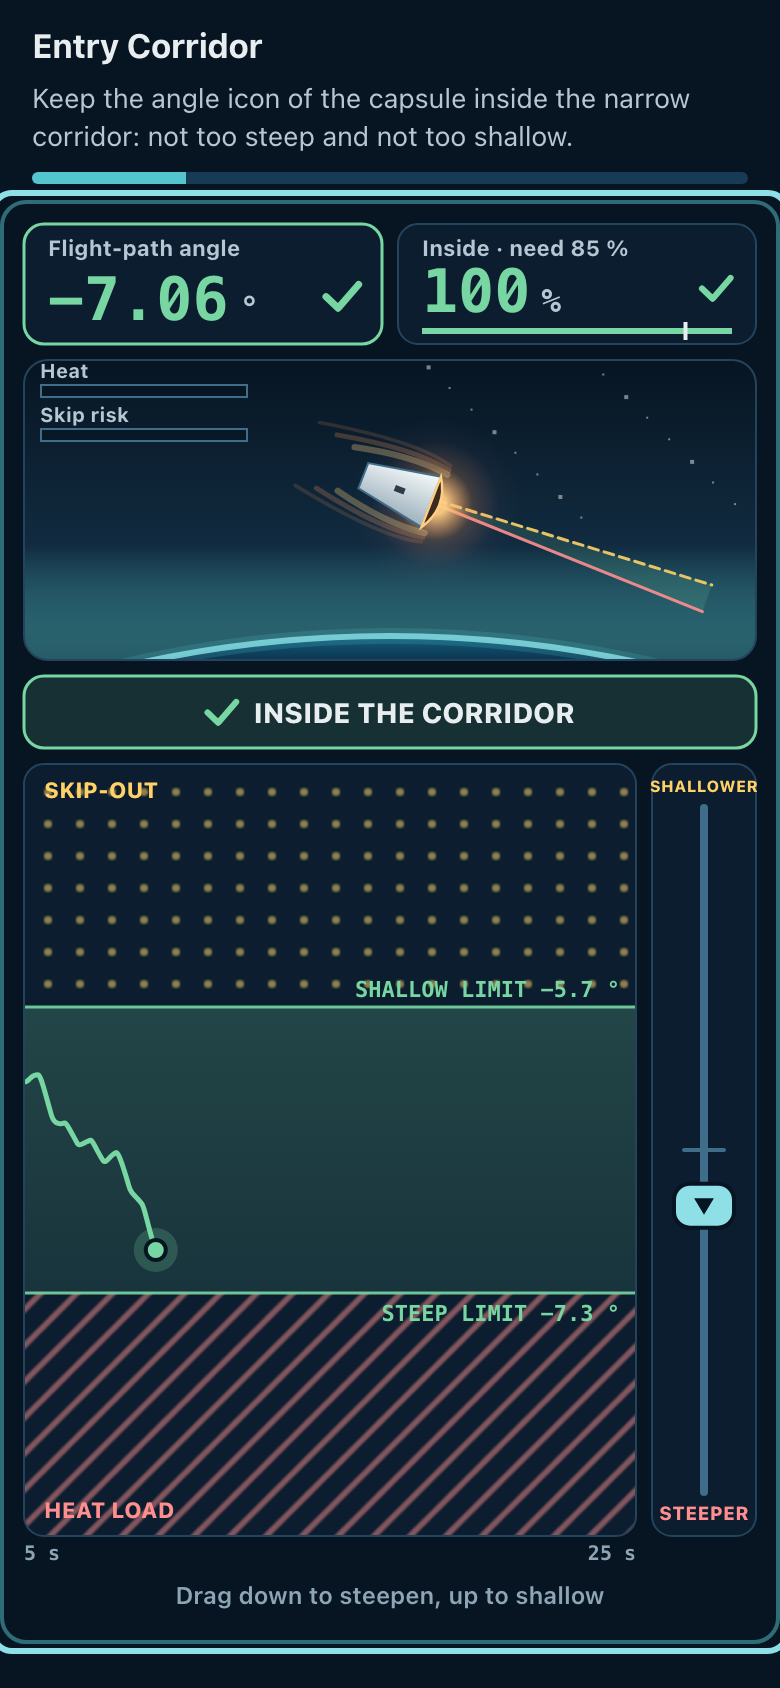 Entry Corridor
Keep the angle icon of the capsule inside the narrow
corridor: not too steep and not too shallow.
Flight-path angle
−7.06 °
Inside · need 85 %
100 %
Heat
Skip risk
INSIDE THE CORRIDOR
SKIP-OUT
SHALLOWER
SHALLOW LIMIT −5.7 °
STEEP LIMIT −7.3 °
HEAT LOAD
STEEPER
5 s
25 s
Drag down to steepen, up to shallow